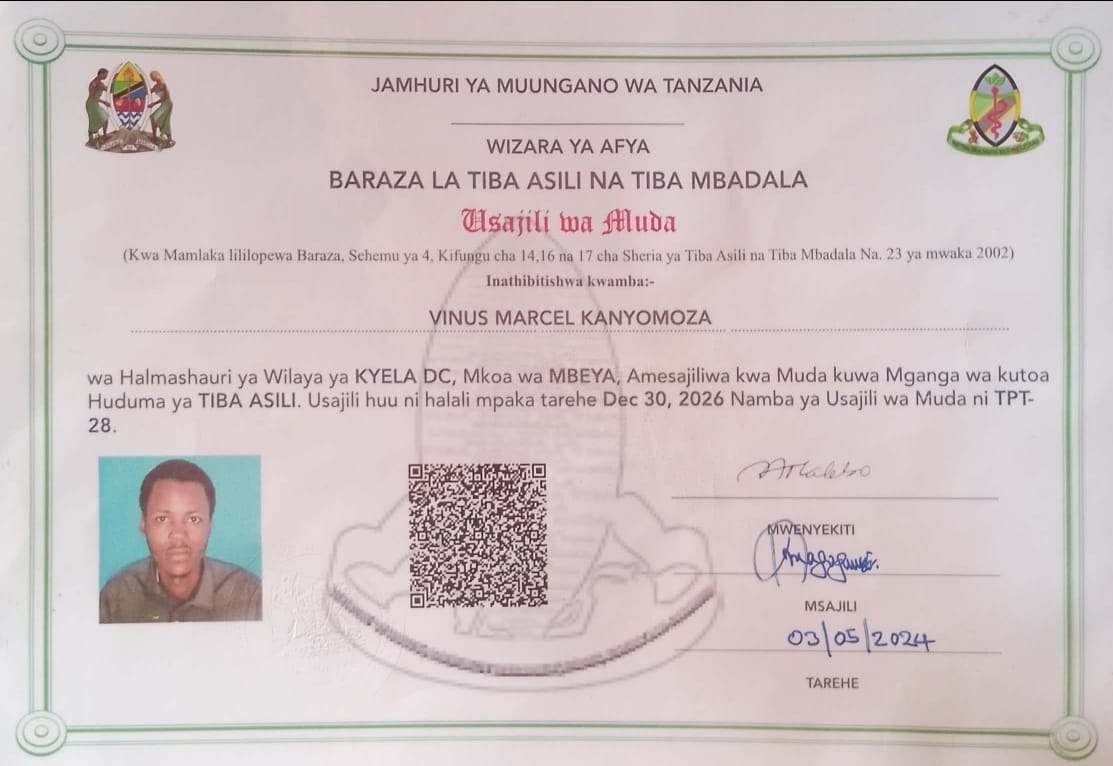 JAMHURI YA MUUNGANO WA TANZANIA
WIZARA YA AFYA
BARAZA LA TIBA ASILI NA TIBA MBADALA
Usajili wa Muda
(Kwa Mamlaka lililopewa Baraza, Sehemu ya 4, Kifungu cha 14,16 na 17 cha Sheria ya Tiba Asili na Tiba Mbadala Na. 23 ya mwaka 2002)
Inathibitishwa kwamba:-
VINUS MARCEL KANYOMOZA
wa Halmashauri ya Wilaya ya KYELA DC, Mkoa wa MBEYA, Amesajiliwa kwa Muda kuwa Mganga wa kutoa
Huduma ya TIBA ASILI. Usajili huu ni halali mpaka tarehe Dec 30, 2026 Namba ya Usajili wa Muda ni TPT-
28.
MWENYEKITI
MSAJILI
03/05/2024
TAREHE